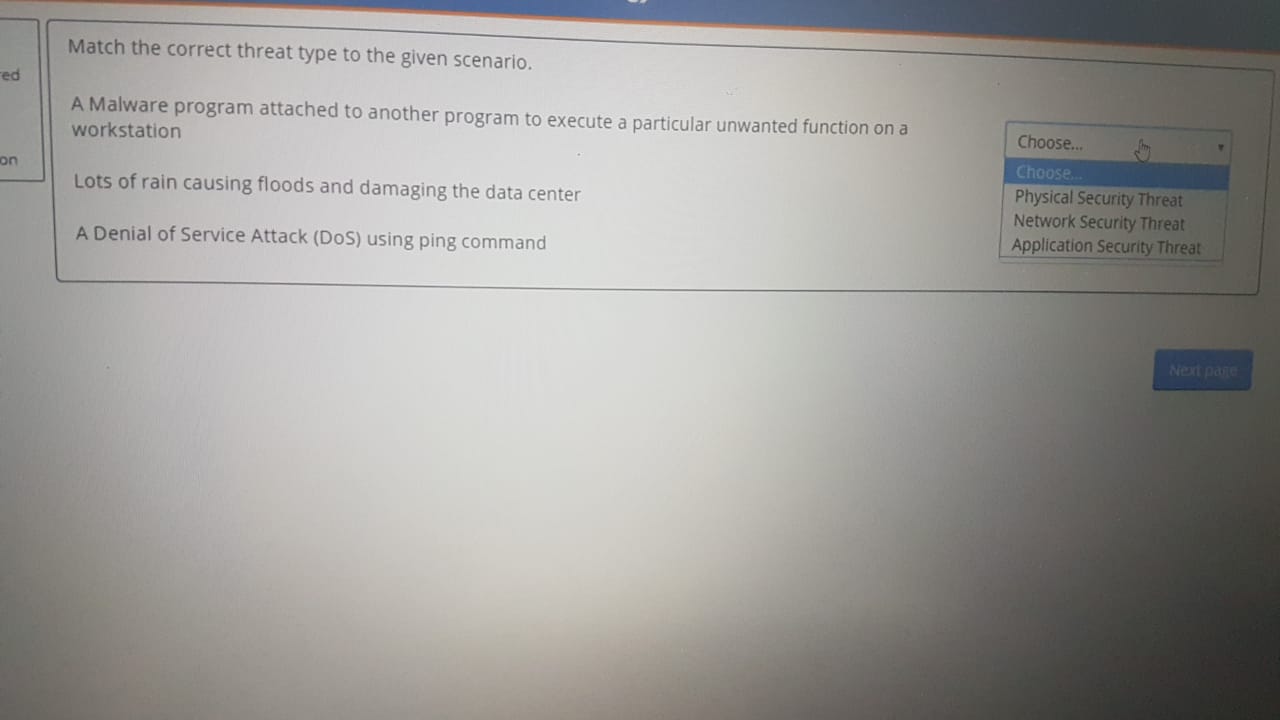 Match the correct threat type to the given scenario.
A Malware program attached to another program to execute a particular unwanted function on a
workstation
Lots of rain causing floods and damaging the data center
A Denial of Service Attack (DoS) using ping command
Choose...
Choose...
Physical Security Threat
Network Security Threat
Application Security Threat
Next page
red
on